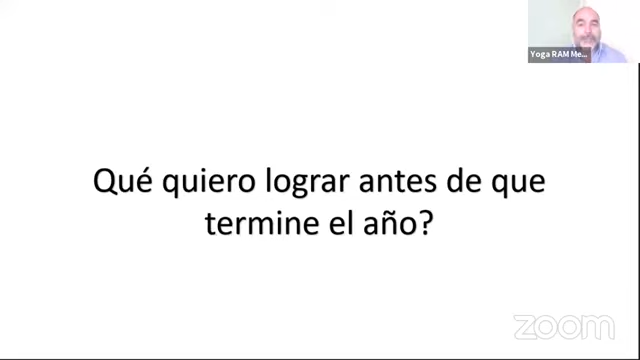 Yoga RAM Me...
Qué quiero lograr antes de que
termine el año?
zoom